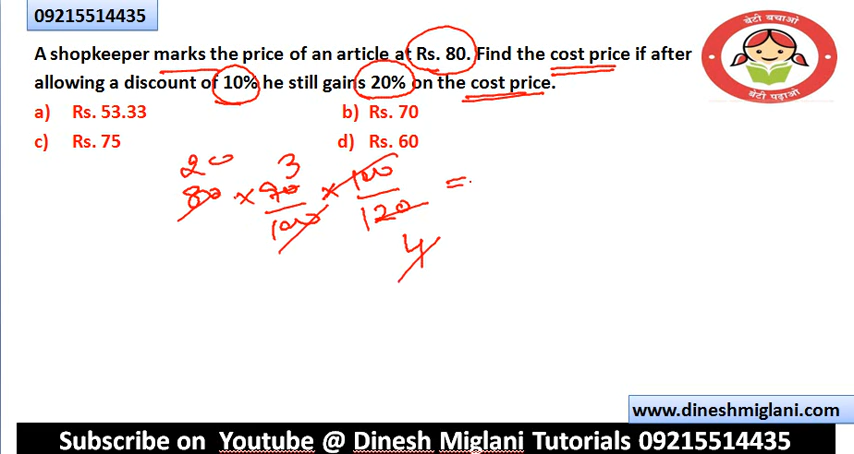 09215514435
A shopkeeper marks the price of an article at Rs. 80. Find the cost price if after
allowing a discount of 10% he still gains 20% on the cost price.
a) Rs. 53.33 b) Rs. 70
c) Rs. 75 d) Rs. 60
20 3
80 × 90/100 × 100/120 =
4
बेटी बचाओ
बेटी पढ़ाओ
www.dineshmiglani.com
Subscribe on Youtube @ Dinesh Miglani Tutorials 09215514435